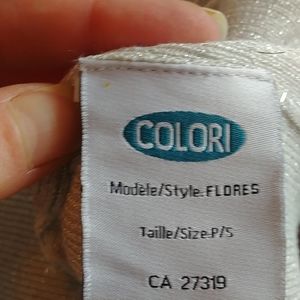 COLORI
Modèle/Style:FLORES
Taille/Size:P/S
CA 27319